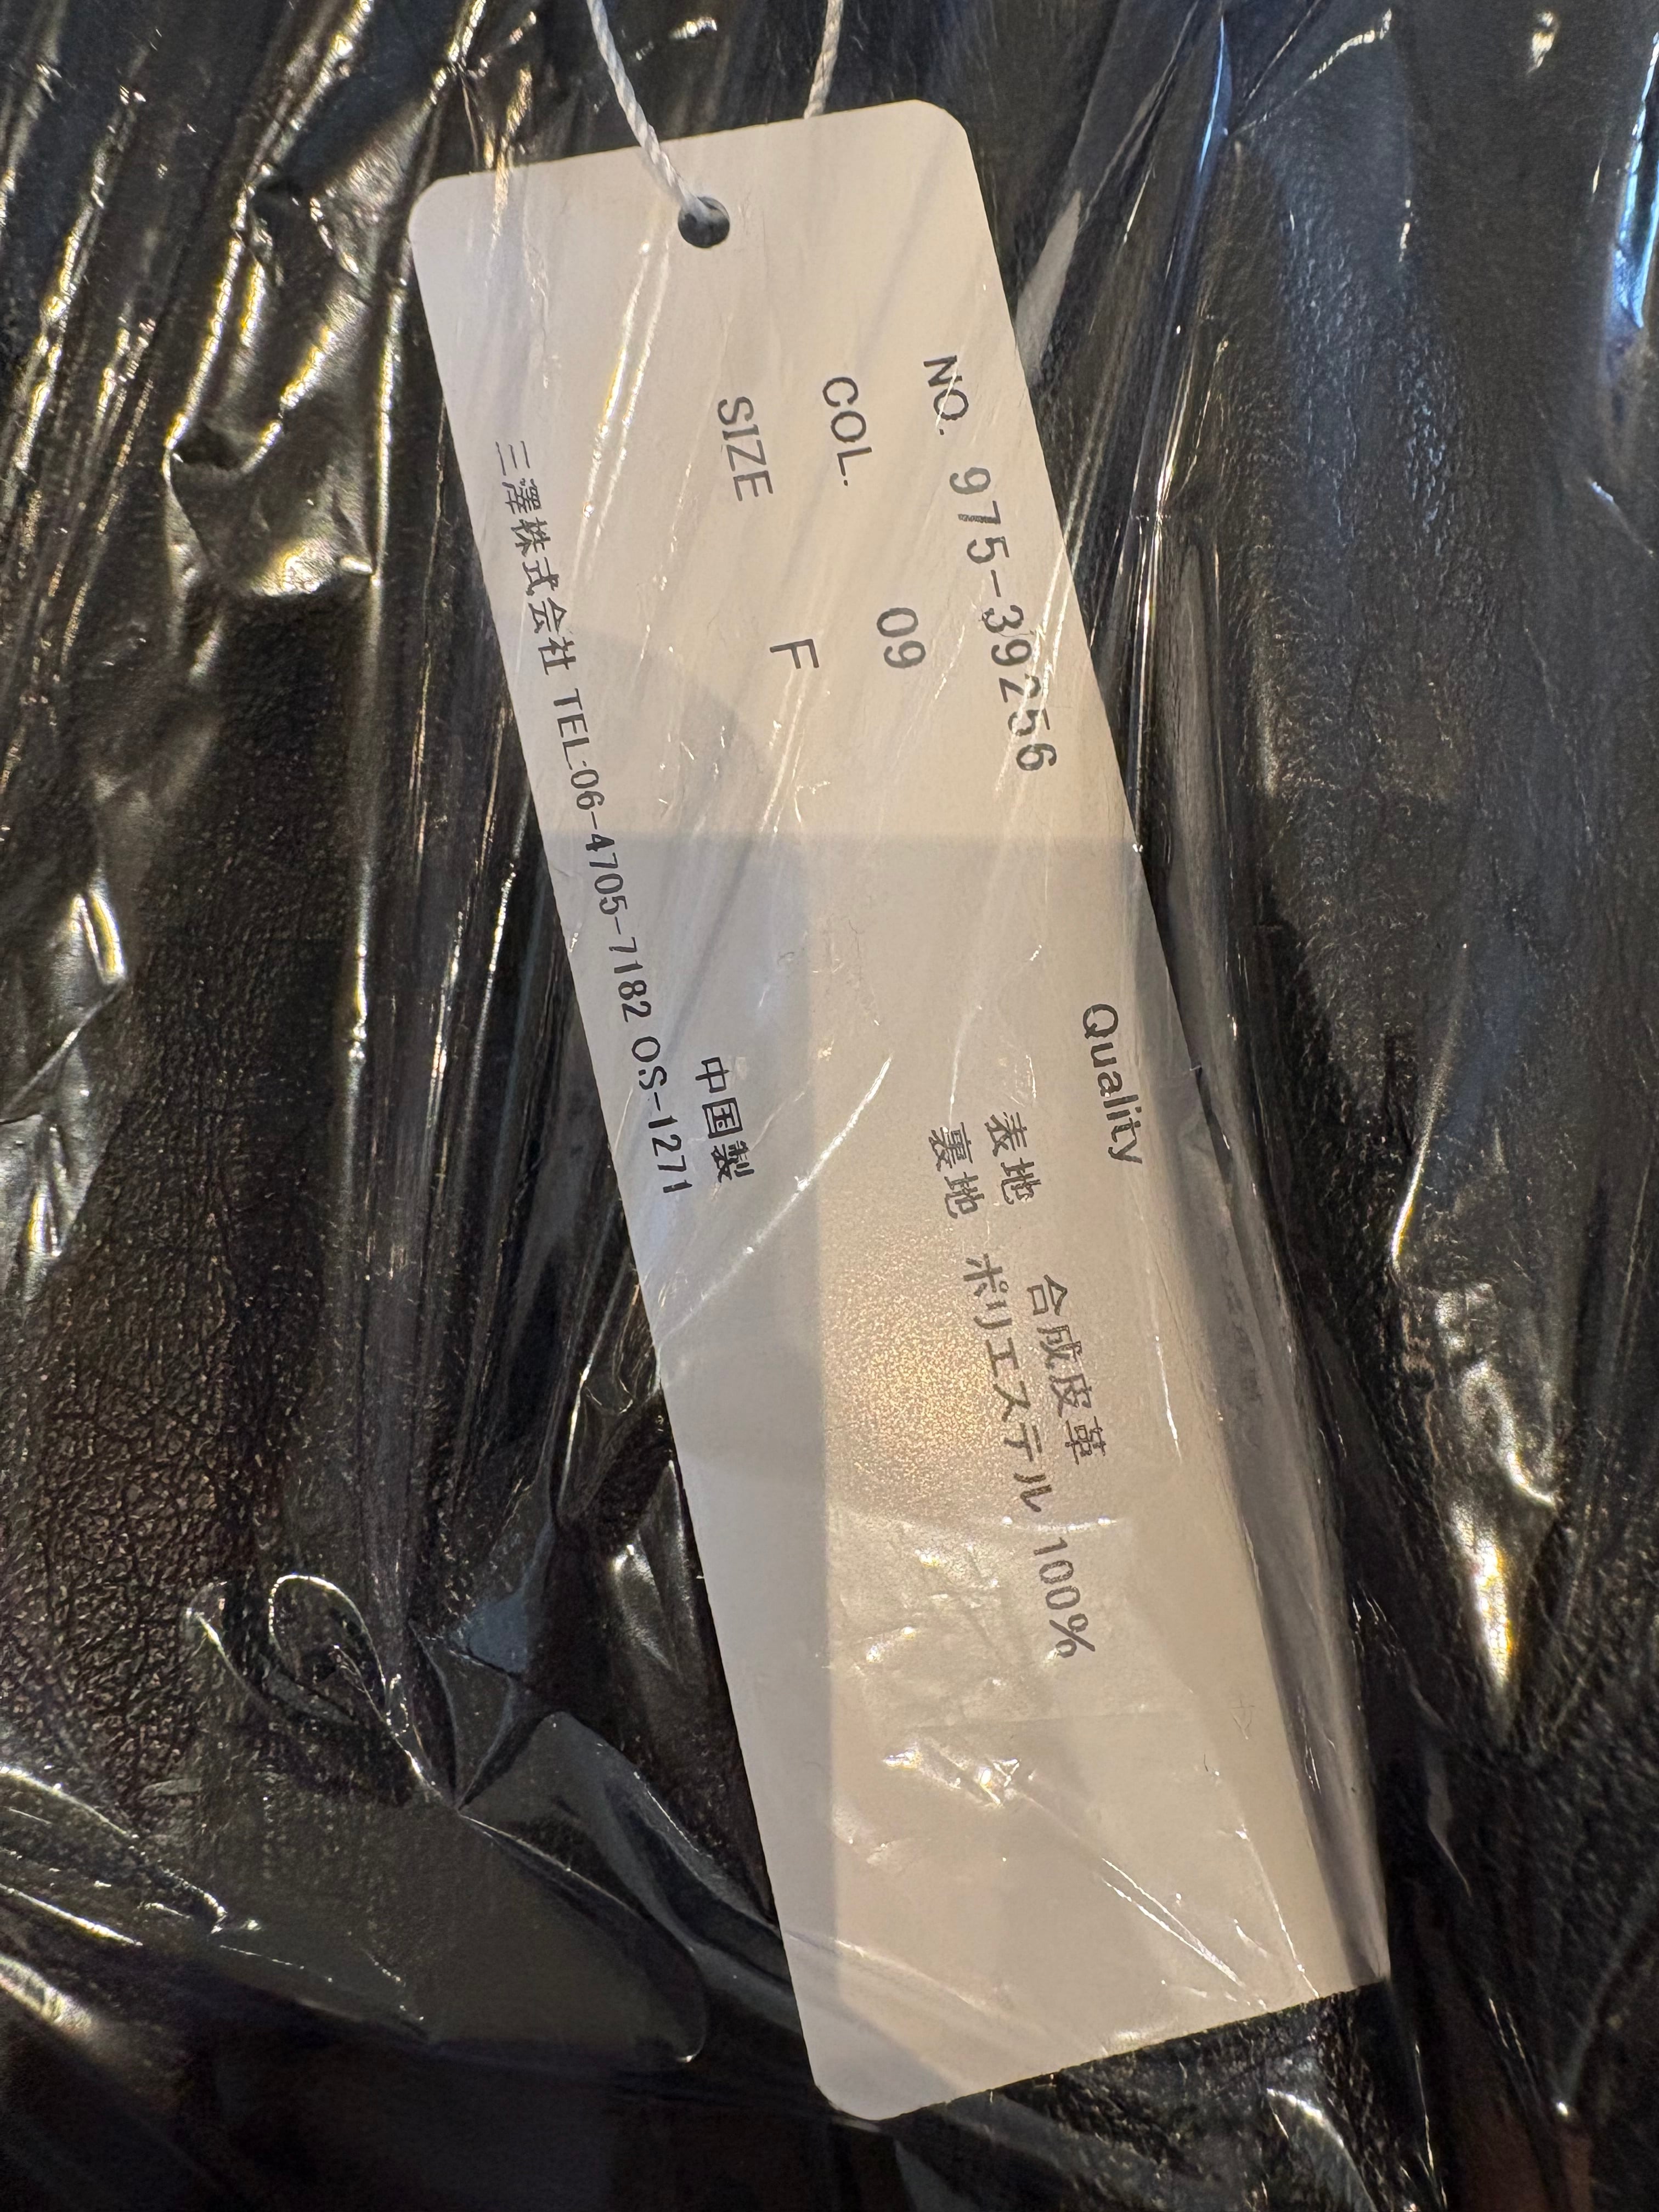 NO. 975-39256
COL. 09
SIZE F
Quality
表地 合成皮革
裏地 ポリエステル 100%
中国製
三澤株式会社 TEL:06-4705-7182 OS-1271